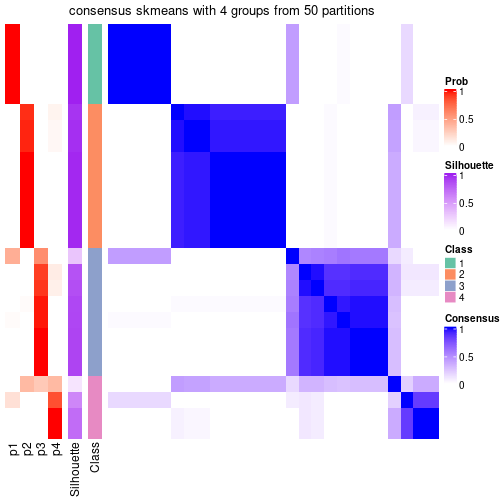 consensus skmeans with 4 groups from 50 partitions
Prob
1
0.5
0
Silhouette
1
0.5
0
Class
1
2
3
4
Consensus
1
0.5
0
p1
p2
p3
p4
Silhouette
Class